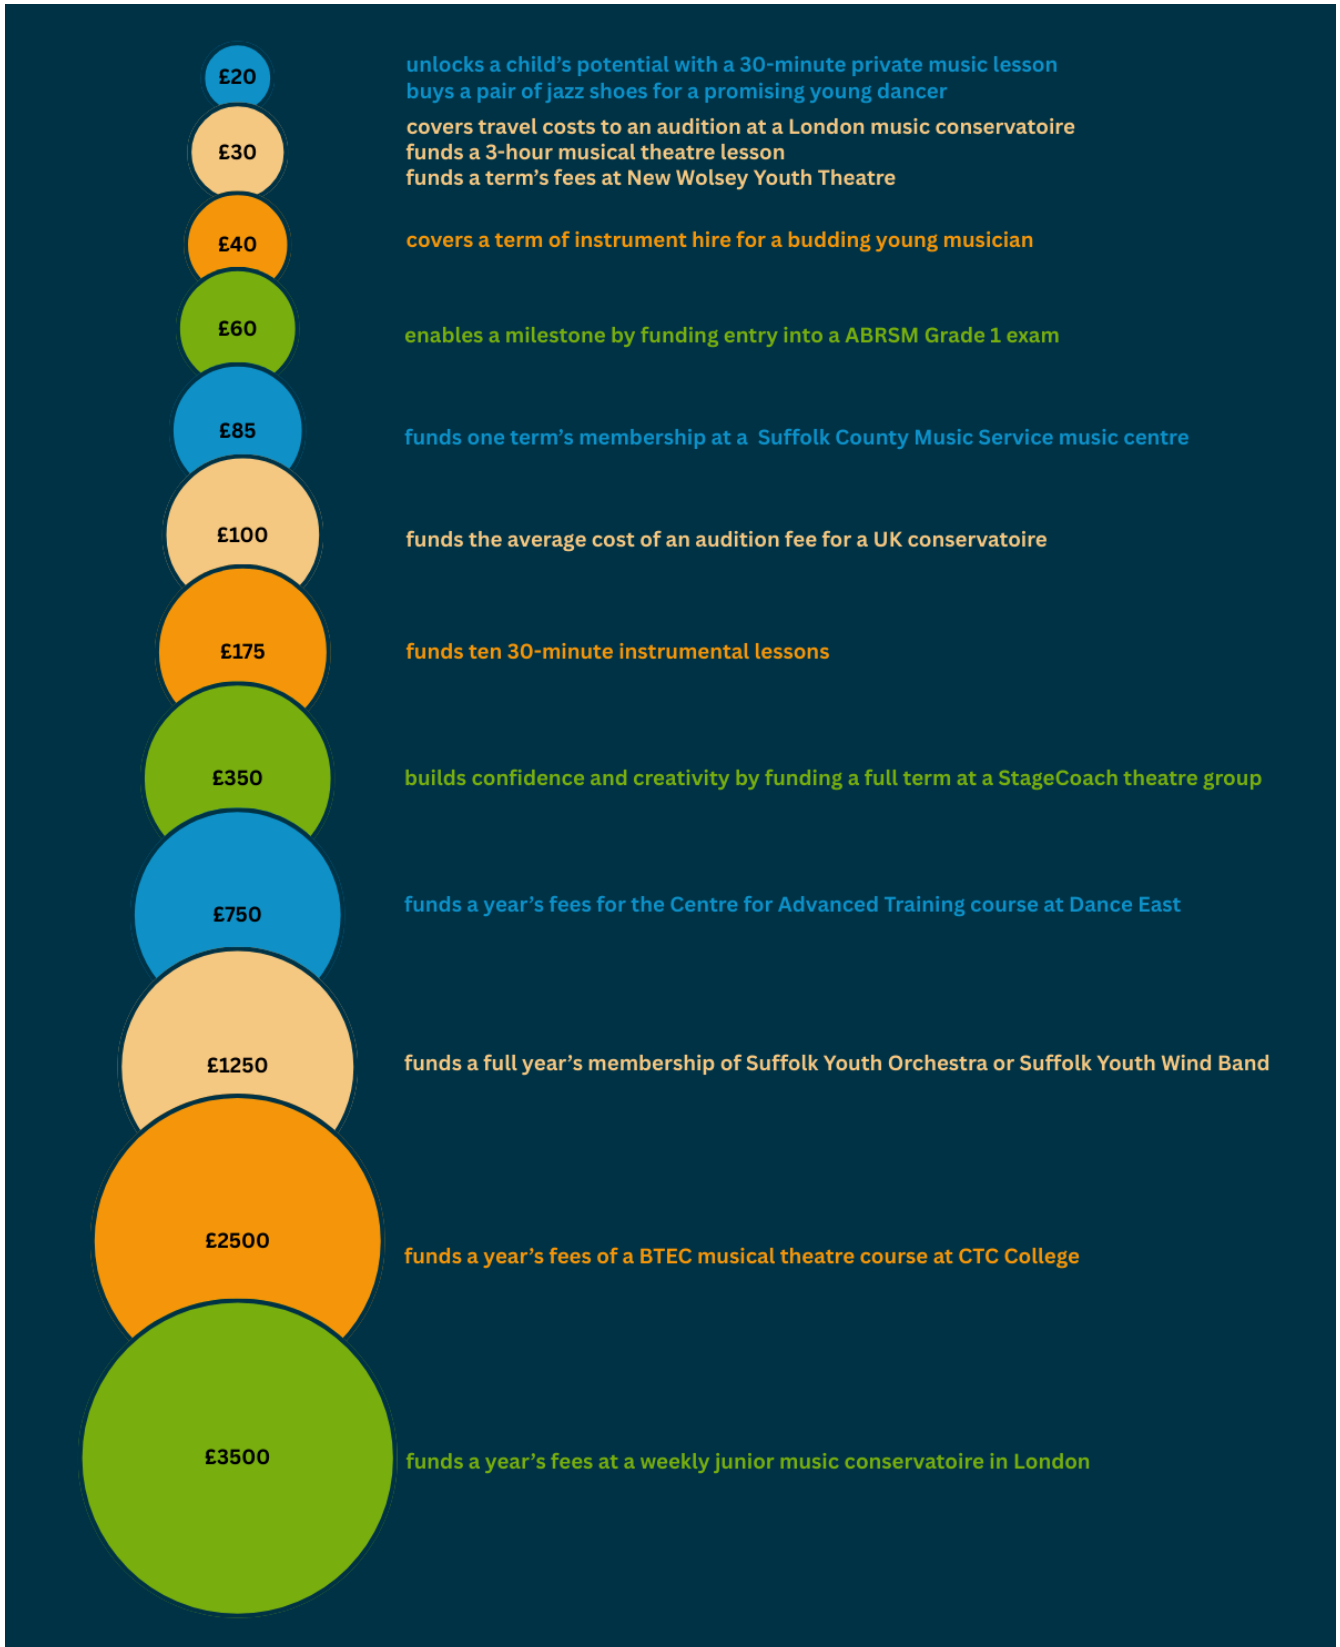 £20
unlocks a child’s potential with a 30-minute private music lesson
buys a pair of jazz shoes for a promising young dancer
£30
covers travel costs to an audition at a London music conservatoire
funds a 3-hour musical theatre lesson
funds a term’s fees at New Wolsey Youth Theatre
£40
covers a term of instrument hire for a budding young musician
£60
enables a milestone by funding entry into a ABRSM Grade 1 exam
£85
funds one term’s membership at a  Suffolk County Music Service music centre
£100
funds the average cost of an audition fee for a UK conservatoire
£175
funds ten 30-minute instrumental lessons
£350
builds confidence and creativity by funding a full term at a StageCoach theatre group
£750
funds a year’s fees for the Centre for Advanced Training course at Dance East
£1250
funds a full year’s membership of Suffolk Youth Orchestra or Suffolk Youth Wind Band
£2500
funds a year’s fees of a BTEC musical theatre course at CTC College
£3500
funds a year’s fees at a weekly junior music conservatoire in London